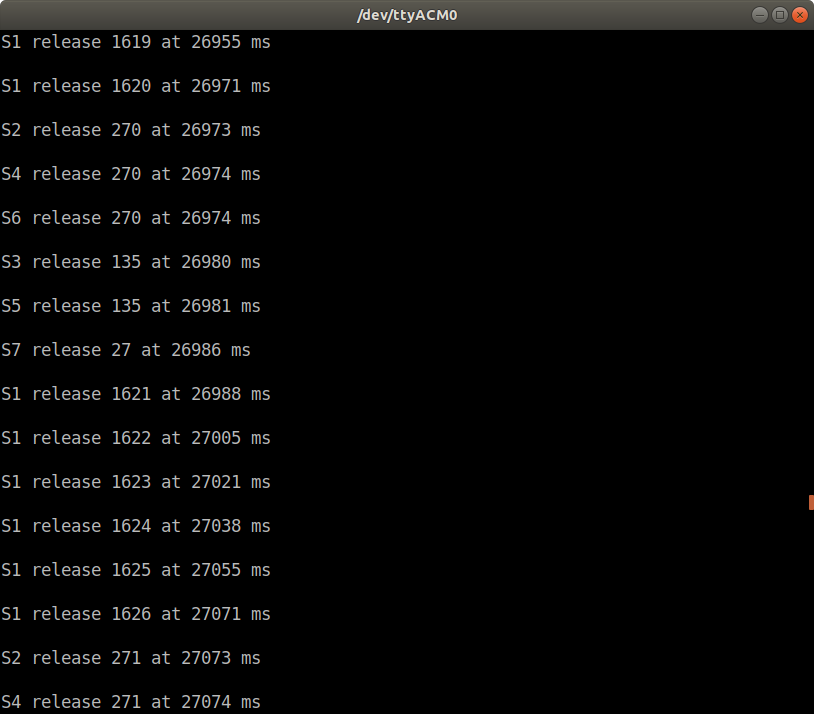 /dev/ttyACM0
S1 release 1619 at 26955 ms
S1 release 1620 at 26971 ms
S2 release 270 at 26973 ms
S4 release 270 at 26974 ms
S6 release 270 at 26974 ms
S3 release 135 at 26980 ms
S5 release 135 at 26981 ms
S7 release 27 at 26986 ms
S1 release 1621 at 26988 ms
S1 release 1622 at 27005 ms
S1 release 1623 at 27021 ms
S1 release 1624 at 27038 ms
S1 release 1625 at 27055 ms
S1 release 1626 at 27071 ms
S2 release 271 at 27073 ms
S4 release 271 at 27074 ms